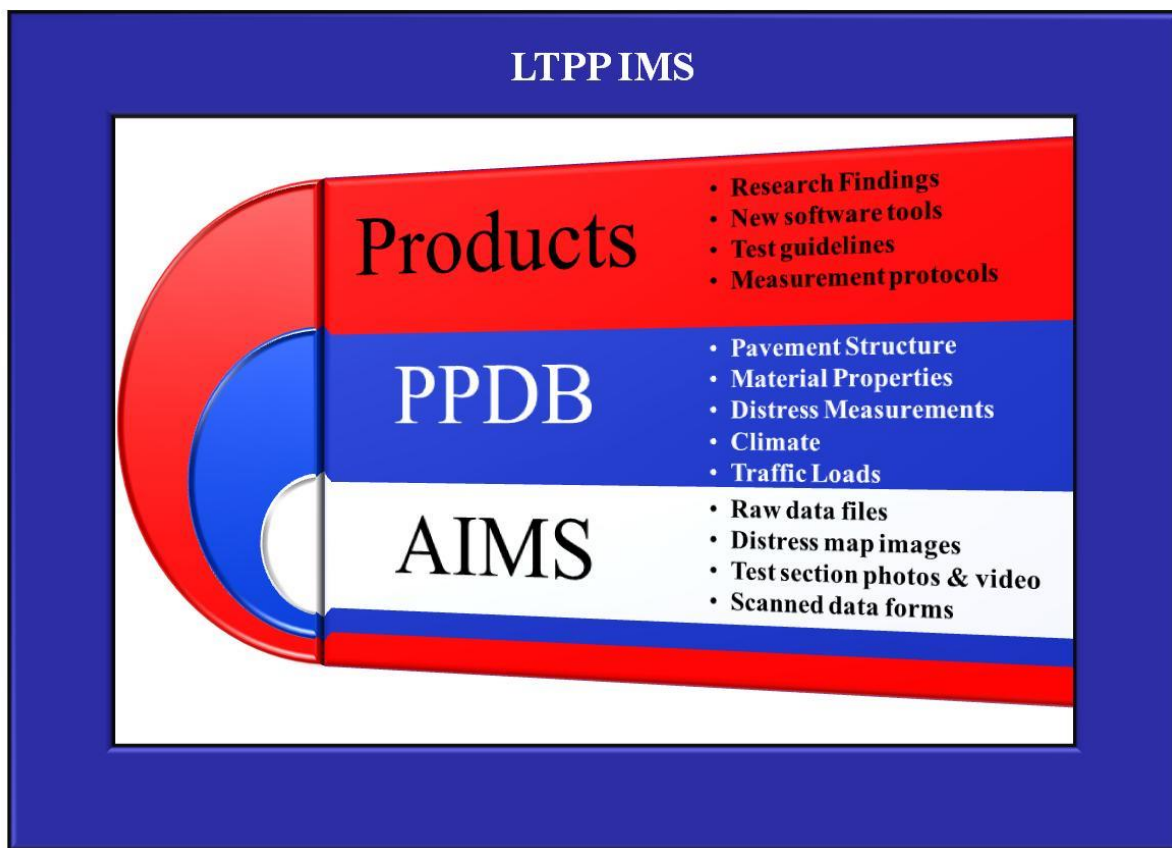 LTPP IMS
Products
• Research Findings
• New software tools
• Test guidelines
• Measurement protocols
PPDB
• Pavement Structure
• Material Properties
• Distress Measurements
• Climate
• Traffic Loads
AIMS
• Raw data files
• Distress map images
• Test section photos & video
• Scanned data forms